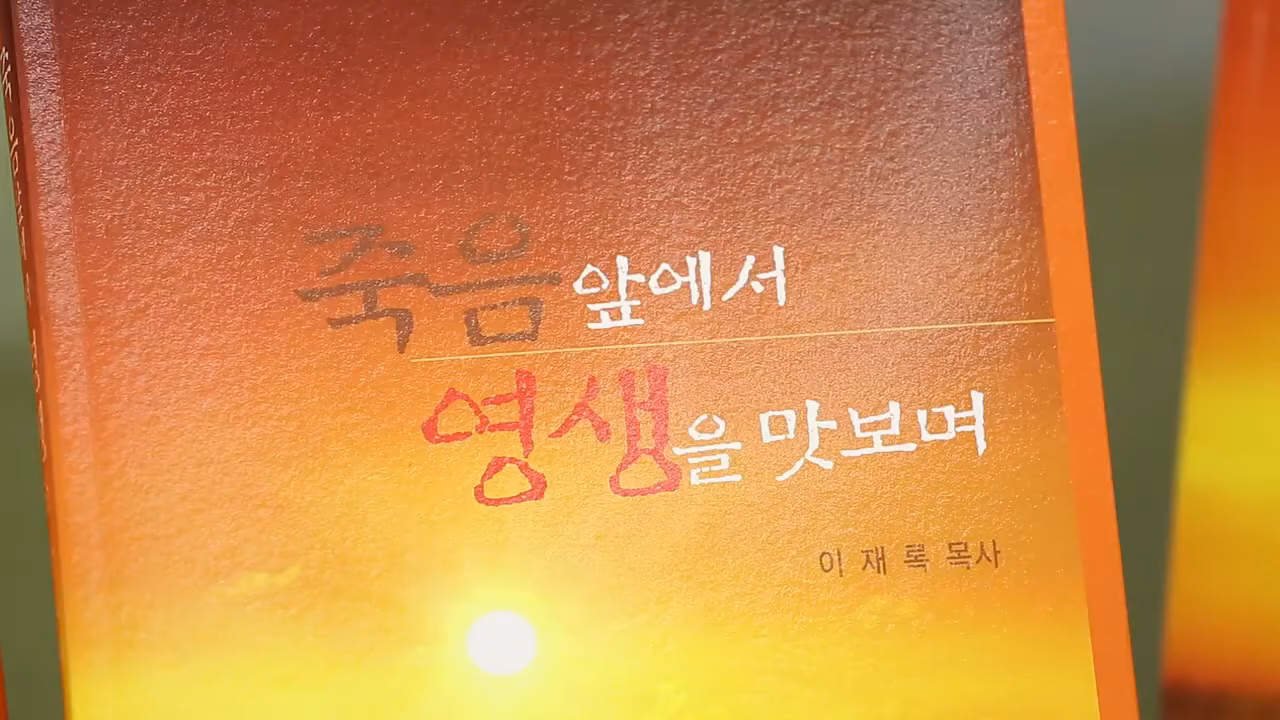 죽음 앞에서
영생을 맛보며
이재록 목사